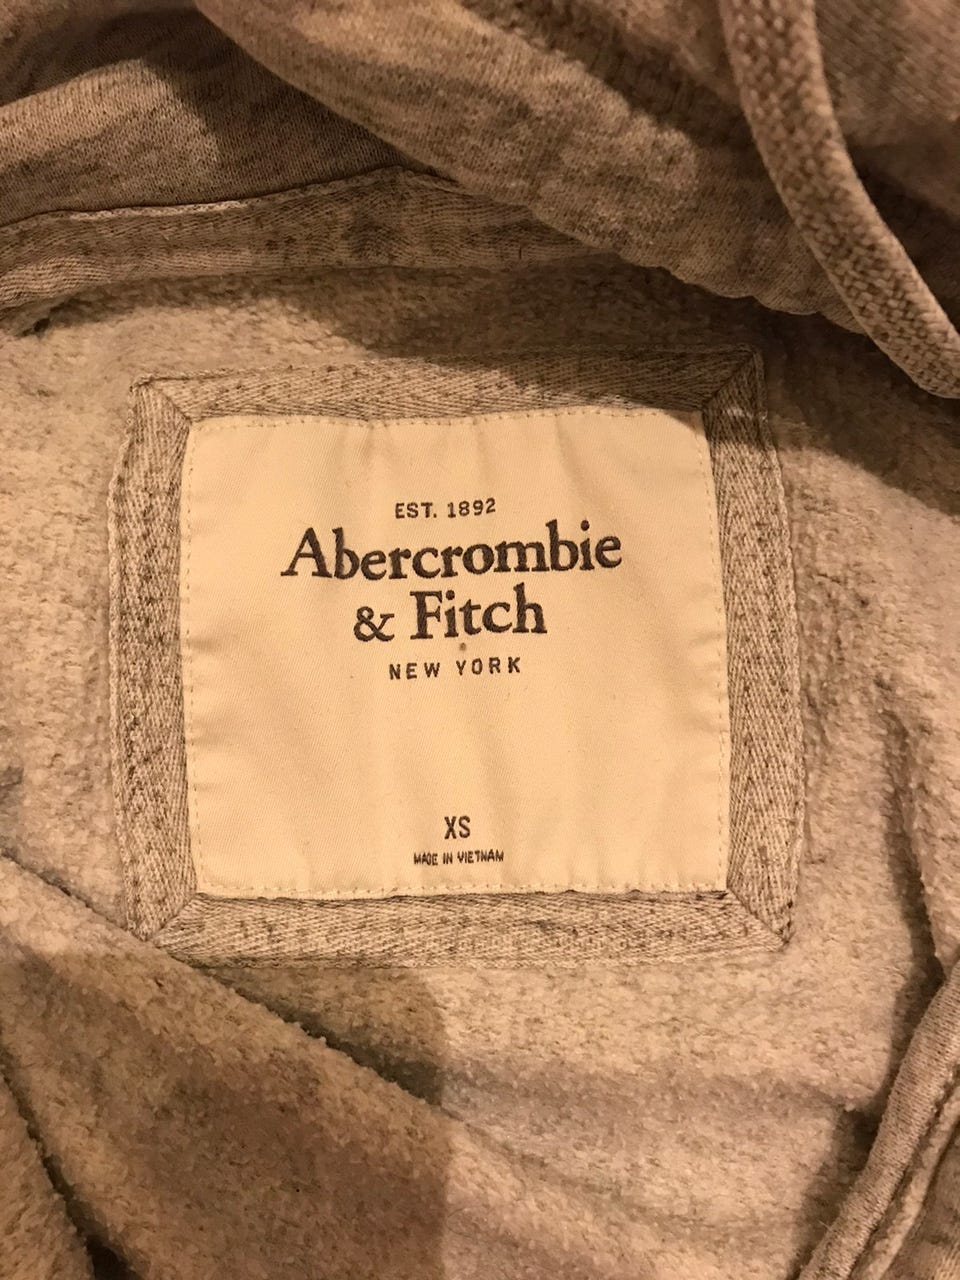 EST. 1892
Abercrombie
& Fitch
NEW YORK
XS
MADE IN VIETNAM